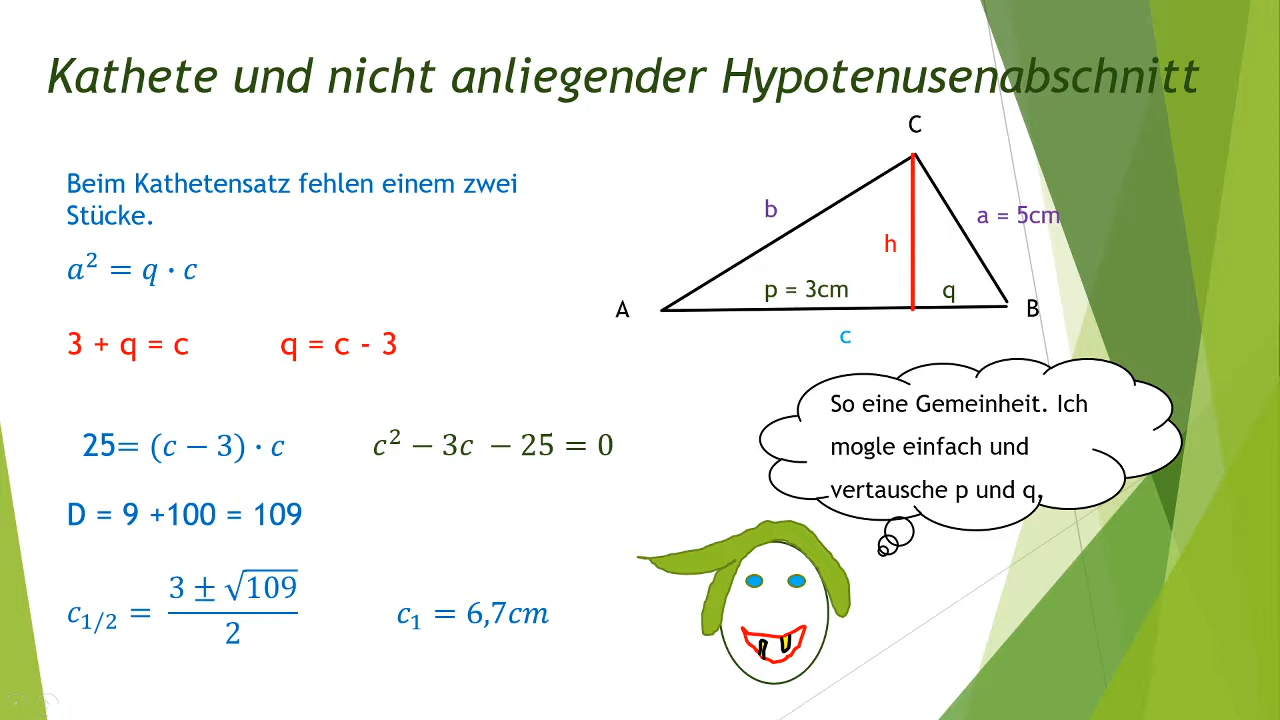 Kathete und nicht anliegender Hypotenusenabschnitt
Beim Kathetensatz fehlen einem zwei
Stücke.
a² = q · c
3 + q = c q = c - 3
25= (c − 3) · c c² − 3c − 25 = 0
D = 9 +100 = 109
c₁/₂ = (3 ± √109)/2 c₁ = 6,7cm
C
b
a = 5cm
h
p = 3cm
q
A
B
c
So eine Gemeinheit. Ich
mogle einfach und
vertausche p und q.